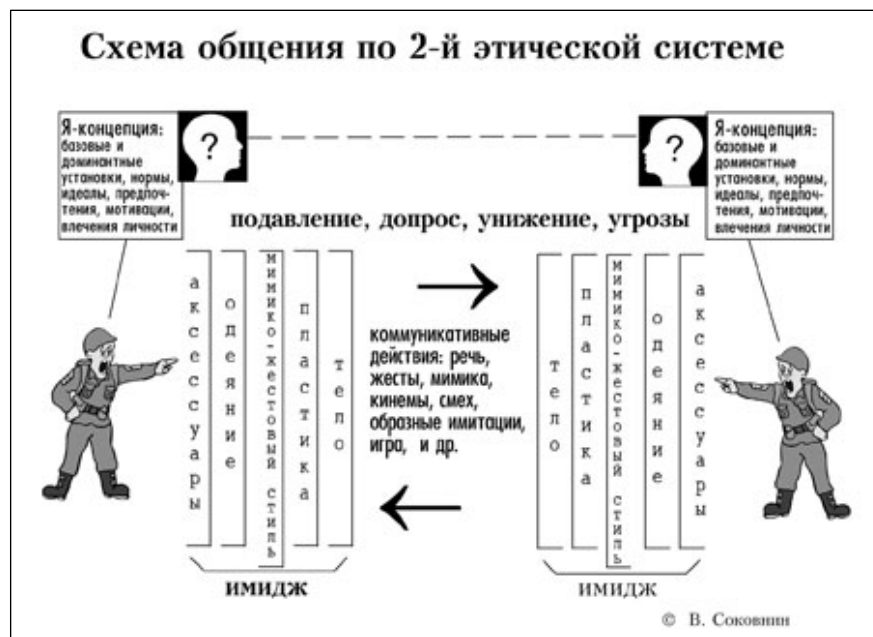 Схема общения по 2-й этической системе
Я-концепция:
базовые и
доминантные
установки, нормы,
идеалы, предпоч-
тения, мотивации,
влечения личности
?
?
Я-концепция:
базовые и
доминантные
установки, нормы,
идеалы, предпоч-
тения, мотивации,
влечения личности
подавление, допрос, унижение, угрозы
аксессуары
одеяние
мимико-жестовый стиль
пластика
тело
коммуникативные
действия: речь,
жесты, мимика,
кинемы, смех,
образные имитации,
игра, и др.
тело
пластика
мимико-жестовый стиль
одеяние
аксессуары
имидж
имидж
© В. Соковнин